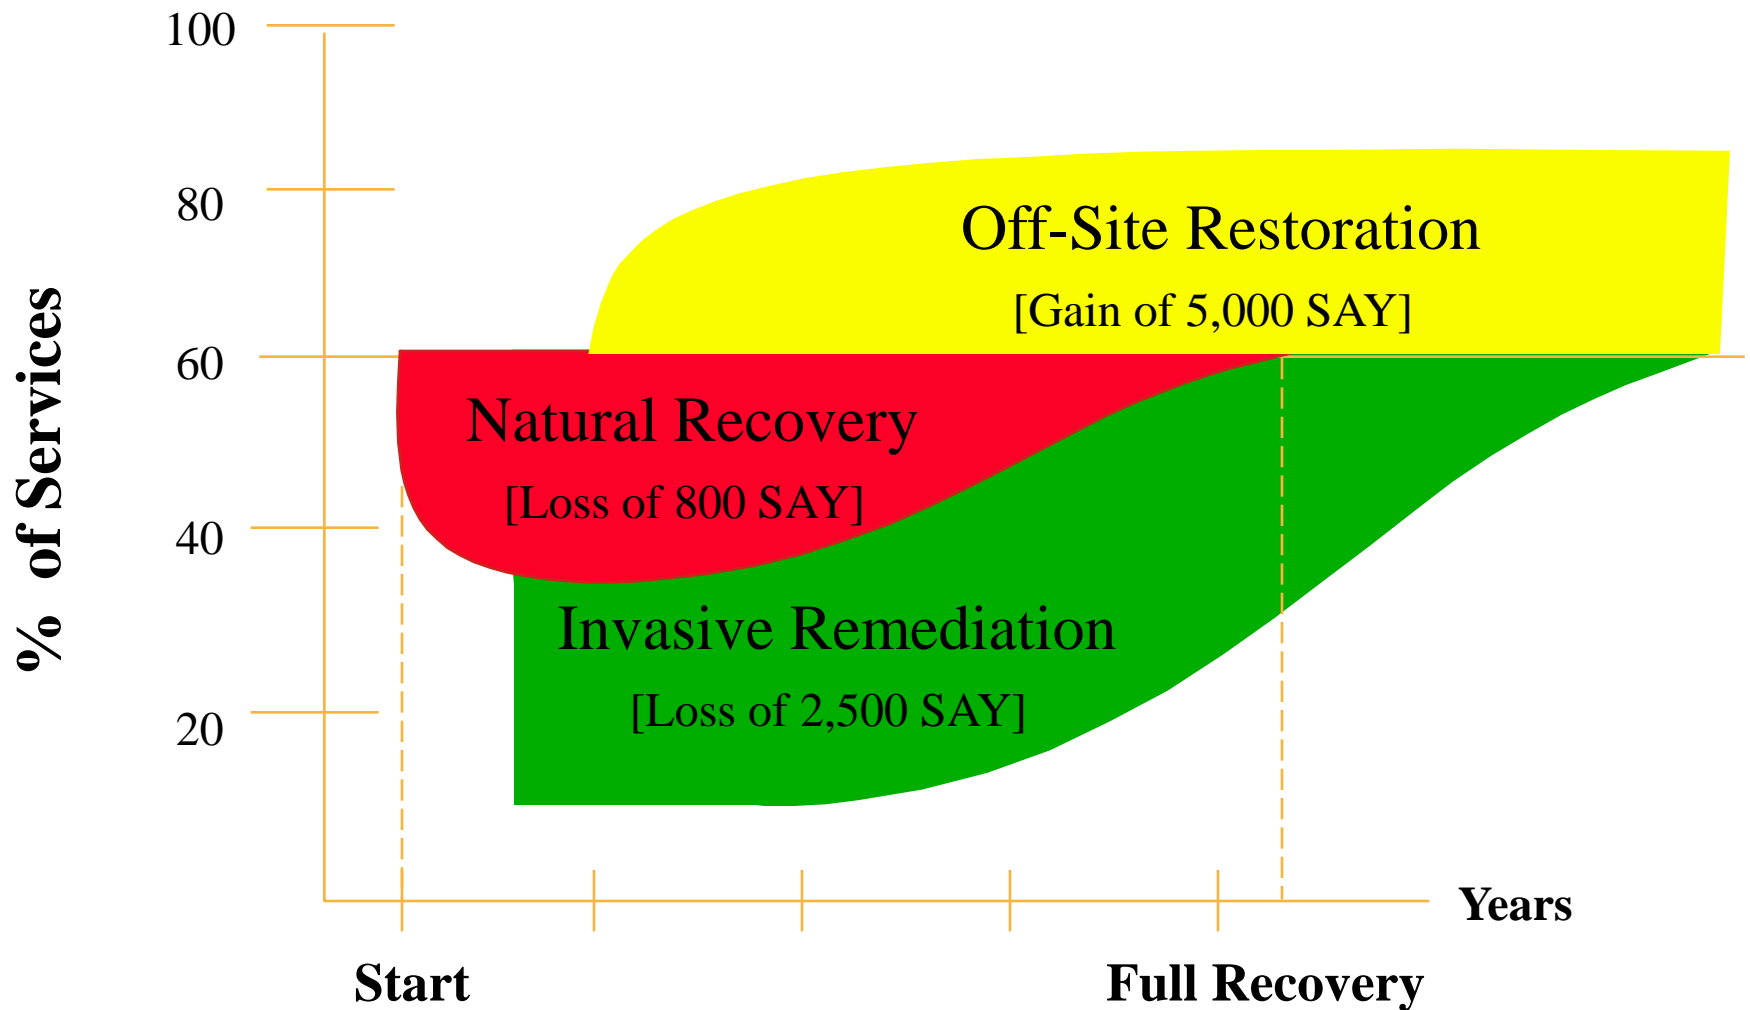 100
80
60
40
20
% of Services
Off-Site Restoration
[Gain of 5,000 SAY]
Natural Recovery
[Loss of 800 SAY]
Invasive Remediation
[Loss of 2,500 SAY]
Years
Start
Full Recovery